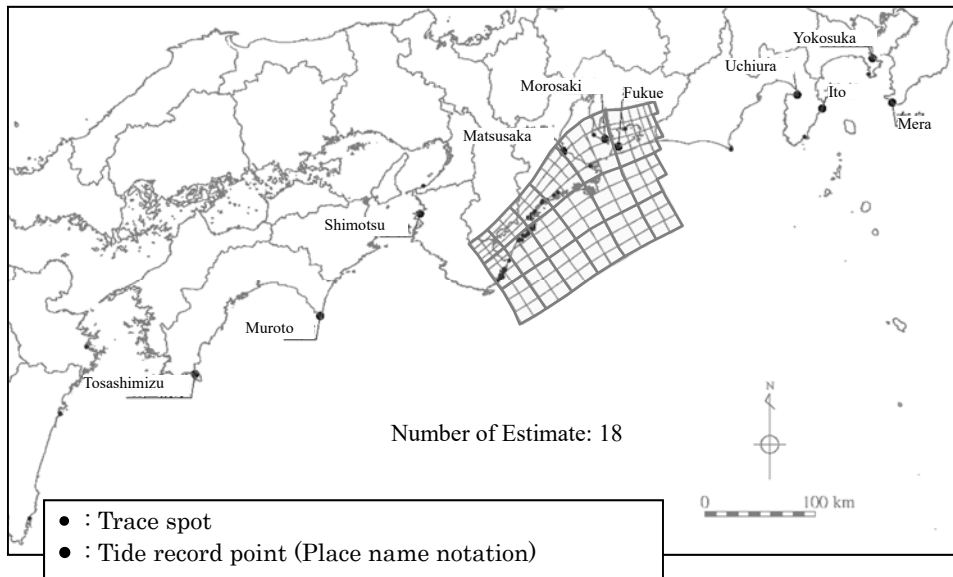 Yokosuka
Uchiura
Morosaki
Ito
Fukue
Mera
Matsusaka
Shimotsu
Muroto
Tosashimizu
N
Number of Estimate: 18
0 100 km
● : Trace spot
● : Tide record point (Place name notation)